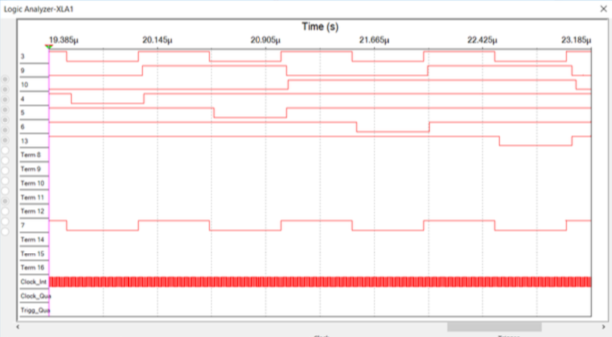 Logic Analyzer-XLA1
Time (s)
19.385µ 20.145µ 20.905µ 21.665µ 22.425µ 23.185µ
3
9
10
4
5
6
13
Term 8
Term 9
Term 10
Term 11
Term 12
7
Term 14
Term 15
Term 16
Clock_Int
Clock_Qua
Trigg_Qua